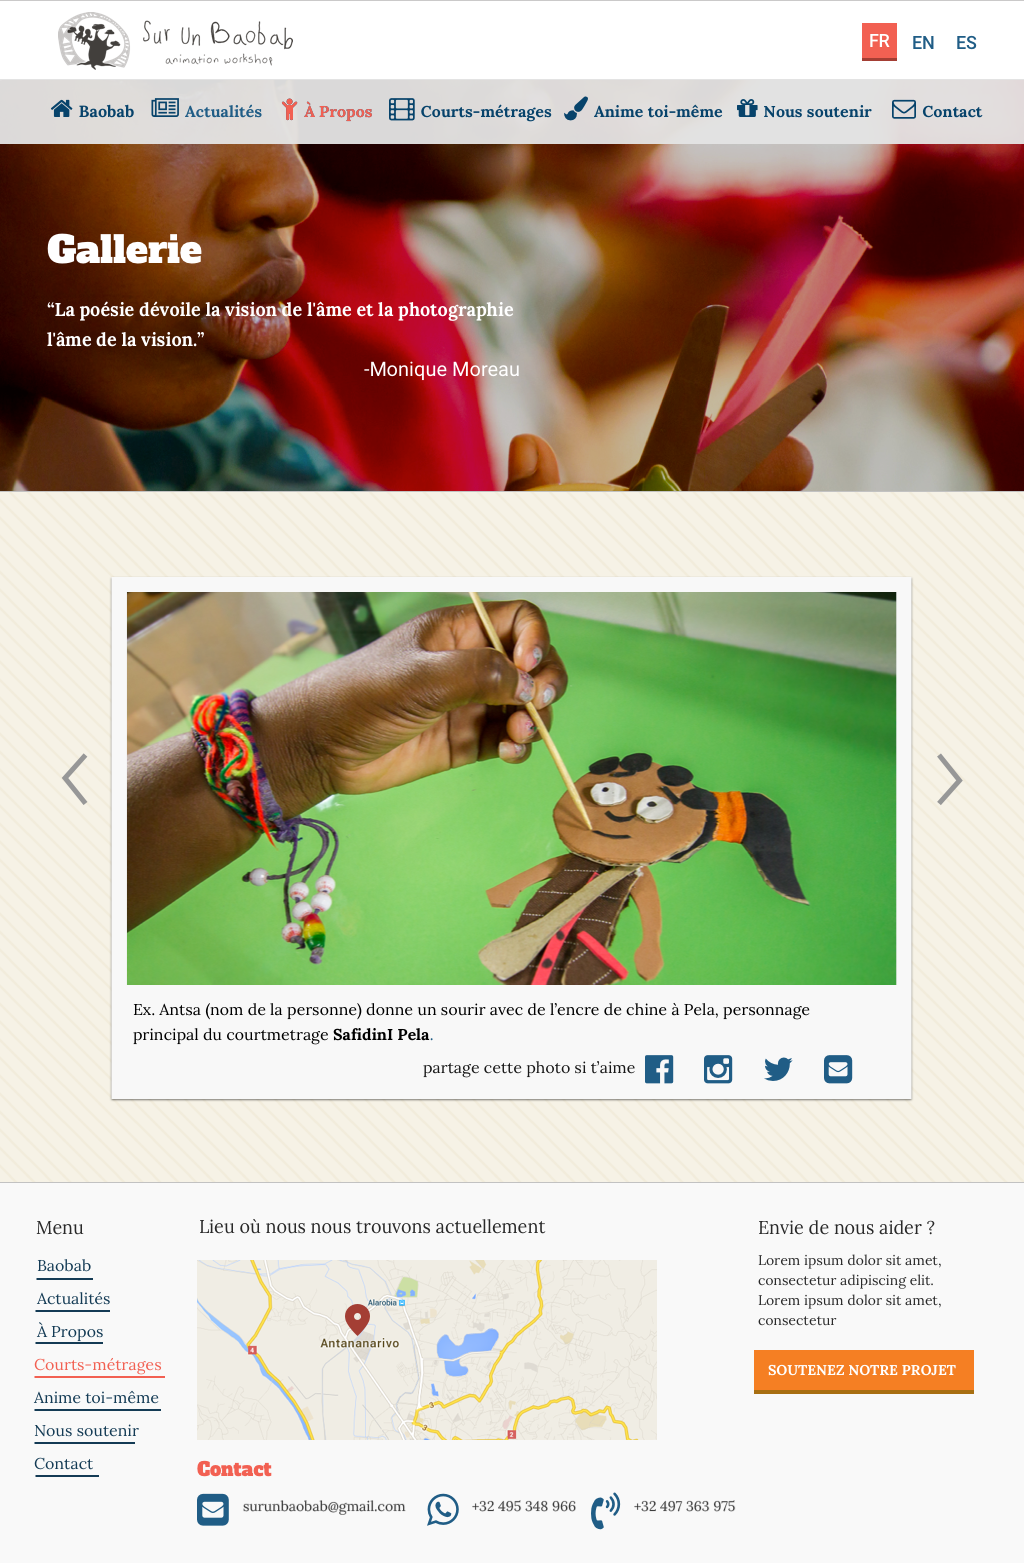 Sur Un Baobab
animation workshop
FR EN ES
Baobab Actualités À Propos Courts-métrages Anime toi-même Nous soutenir Contact
Gallerie
“La poésie dévoile la vision de l'âme et la photographie
l'âme de la vision.”
-Monique Moreau
Ex. Antsa (nom de la personne) donne un sourir avec de l’encre de chine à Pela, personnage
principal du courtmetrage SafidinI Pela.
partage cette photo si t’aime
Menu
Baobab
Actualités
À Propos
Courts-métrages
Anime toi-même
Nous soutenir
Contact
Lieu où nous nous trouvons actuellement
Alarobia
Antananarivo
4
3
3
2
Contact
surunbaobab@gmail.com +32 495 348 966 +32 497 363 975
Envie de nous aider ?
Lorem ipsum dolor sit amet,
consectetur adipiscing elit.
Lorem ipsum dolor sit amet,
consectetur
SOUTENEZ NOTRE PROJET